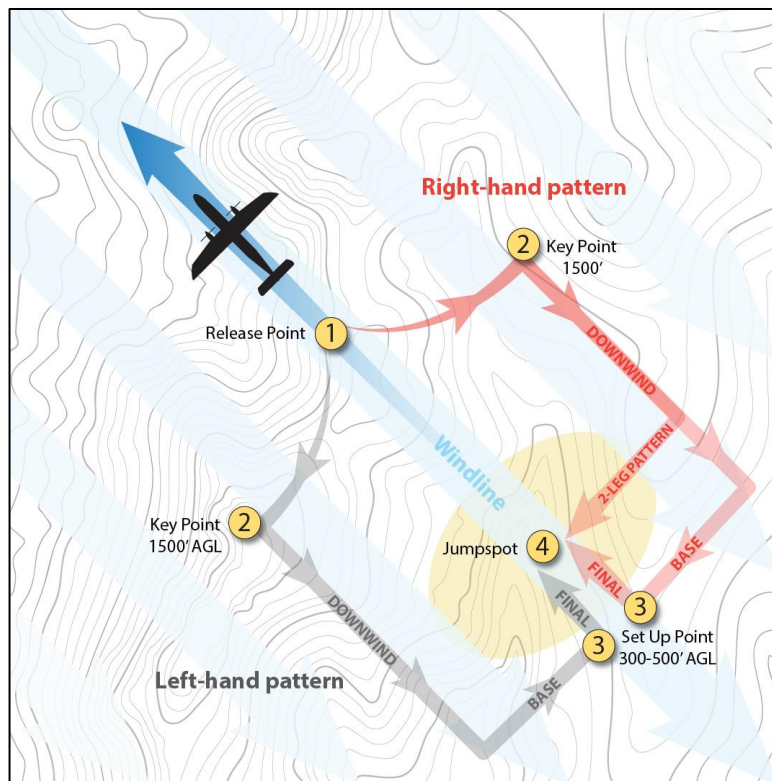 Right-hand pattern
2
Key Point
1500’
Release Point
1
DOWNWIND
2-LEG PATTERN
Windline
2
Key Point
1500’ AGL
Jumpspot
4
BASE
FINAL
3
Set Up Point
300-500’ AGL
FINAL
3
DOWNWIND
BASE
Left-hand pattern